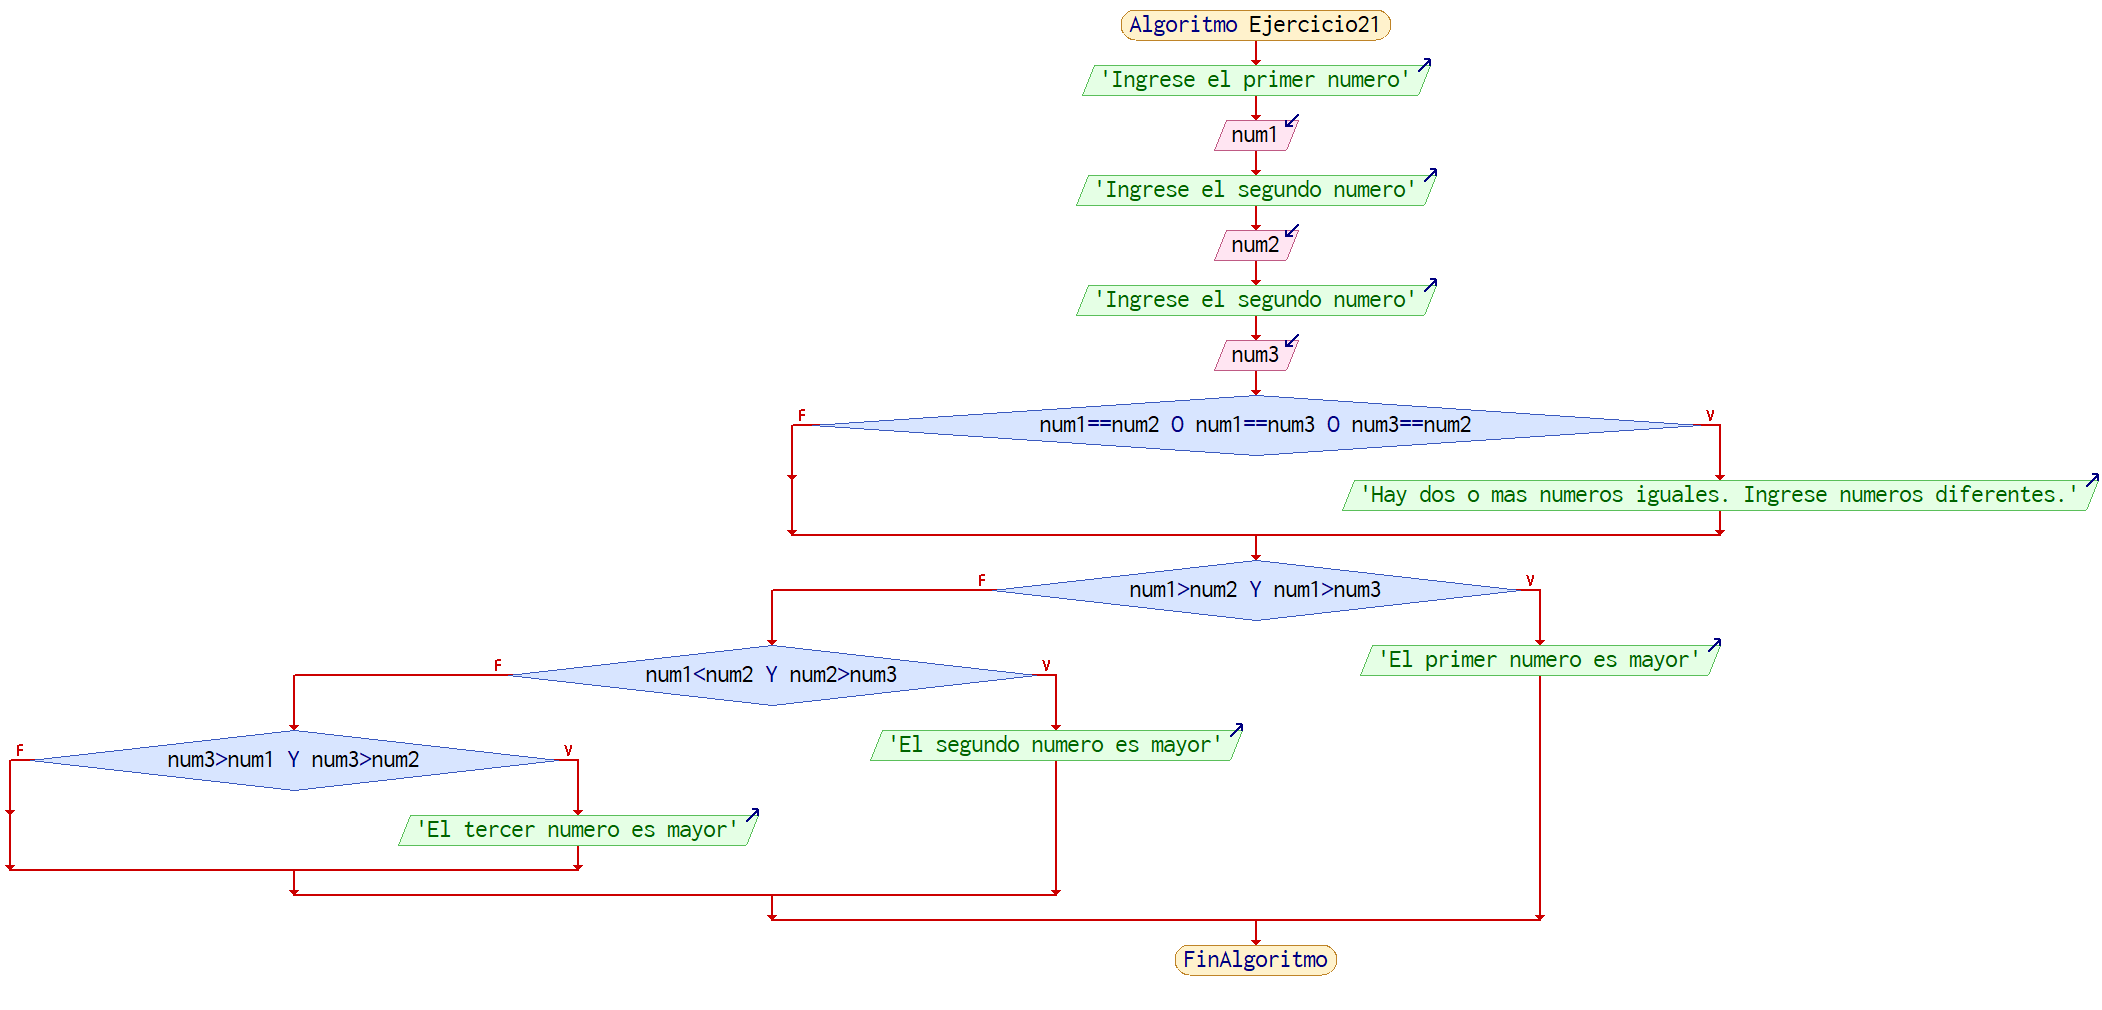 Algoritmo Ejercicio21
'Ingrese el primer numero'
num1
'Ingrese el segundo numero'
num2
'Ingrese el segundo numero'
num3
F
V
num1==num2 O num1==num3 O num3==num2
'Hay dos o mas numeros iguales. Ingrese numeros diferentes.'
F
V
num1>num2 Y num1>num3
F
V
num1<num2 Y num2>num3
'El primer numero es mayor'
F
V
num3>num1 Y num3>num2
'El segundo numero es mayor'
'El tercer numero es mayor'
FinAlgoritmo